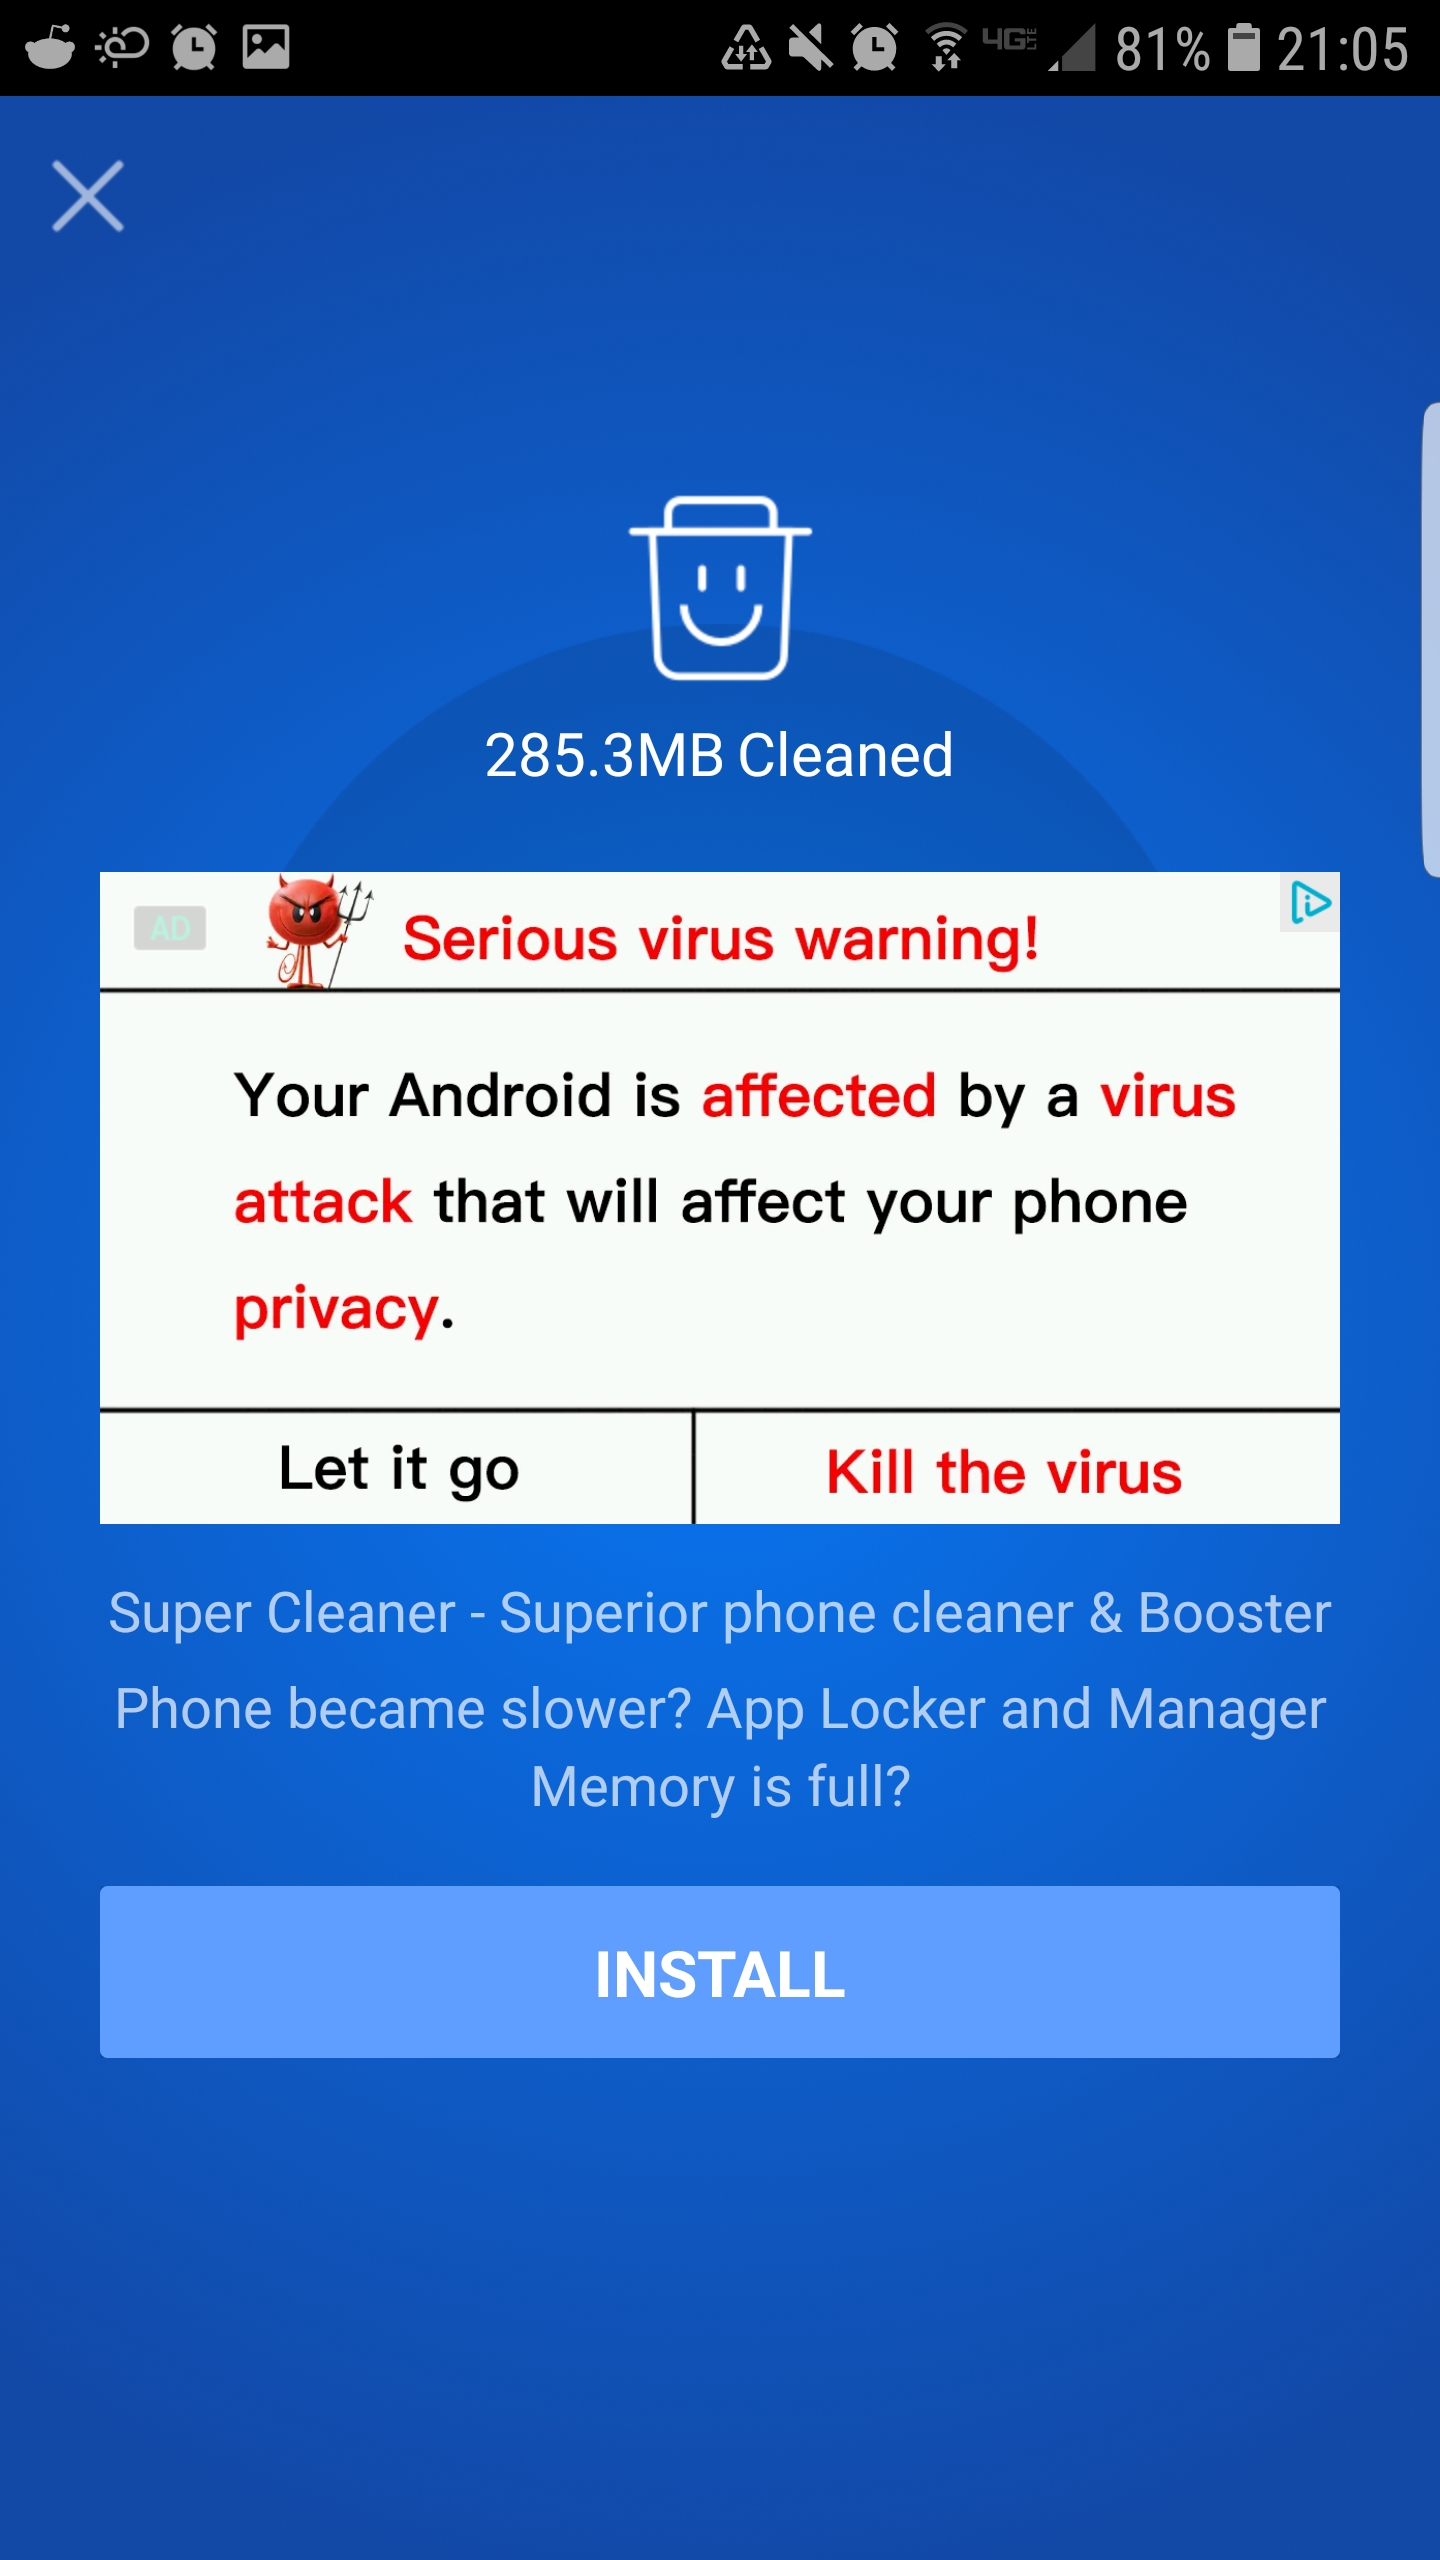 4G LTE 81% 21:05
285.3MB Cleaned
AD
Serious virus warning!
Your Android is affected by a virus
attack that will affect your phone
privacy.
Let it go
Kill the virus
Super Cleaner - Superior phone cleaner & Booster
Phone became slower? App Locker and Manager
Memory is full?
INSTALL